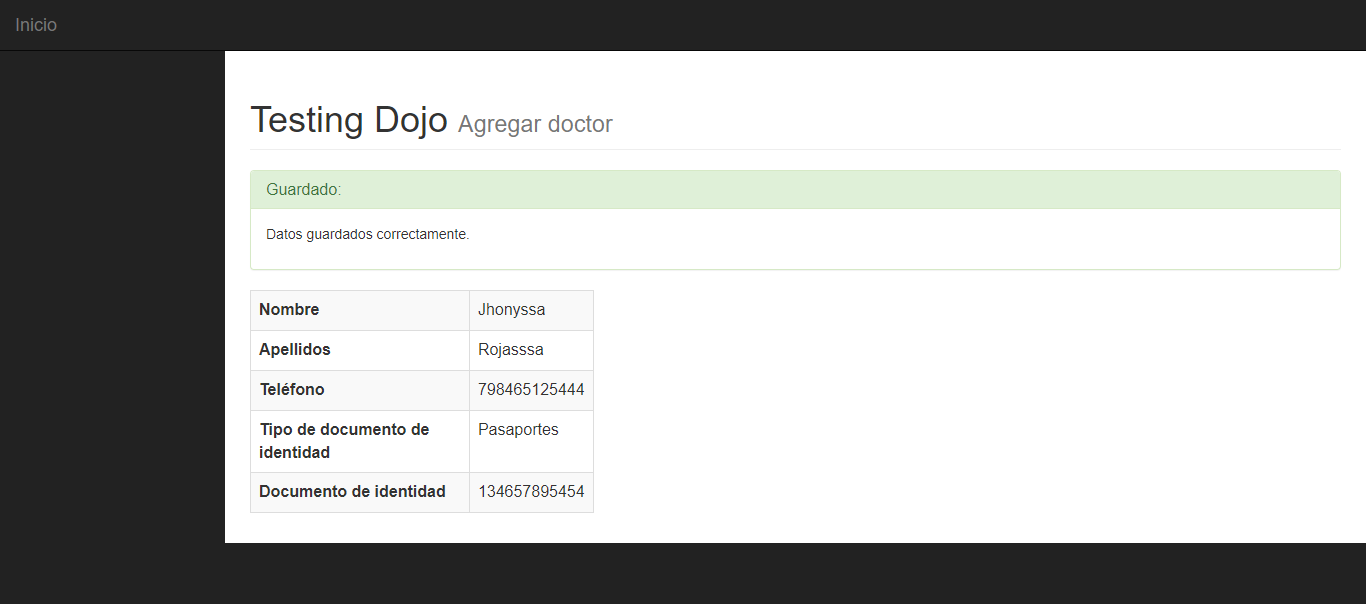 Inicio
Testing Dojo Agregar doctor
Guardado:
Datos guardados correctamente.
Nombre Jhonyssa
Apellidos Rojasssa
Teléfono 798465125444
Tipo de documento de Pasaportes
identidad
Documento de identidad 134657895454